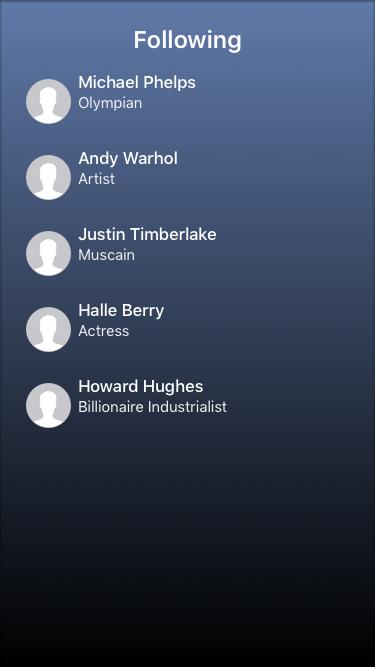 Following
Michael Phelps
Olympian
Andy Warhol
Artist
Justin Timberlake
Muscain
Halle Berry
Actress
Howard Hughes
Billionaire Industrialist